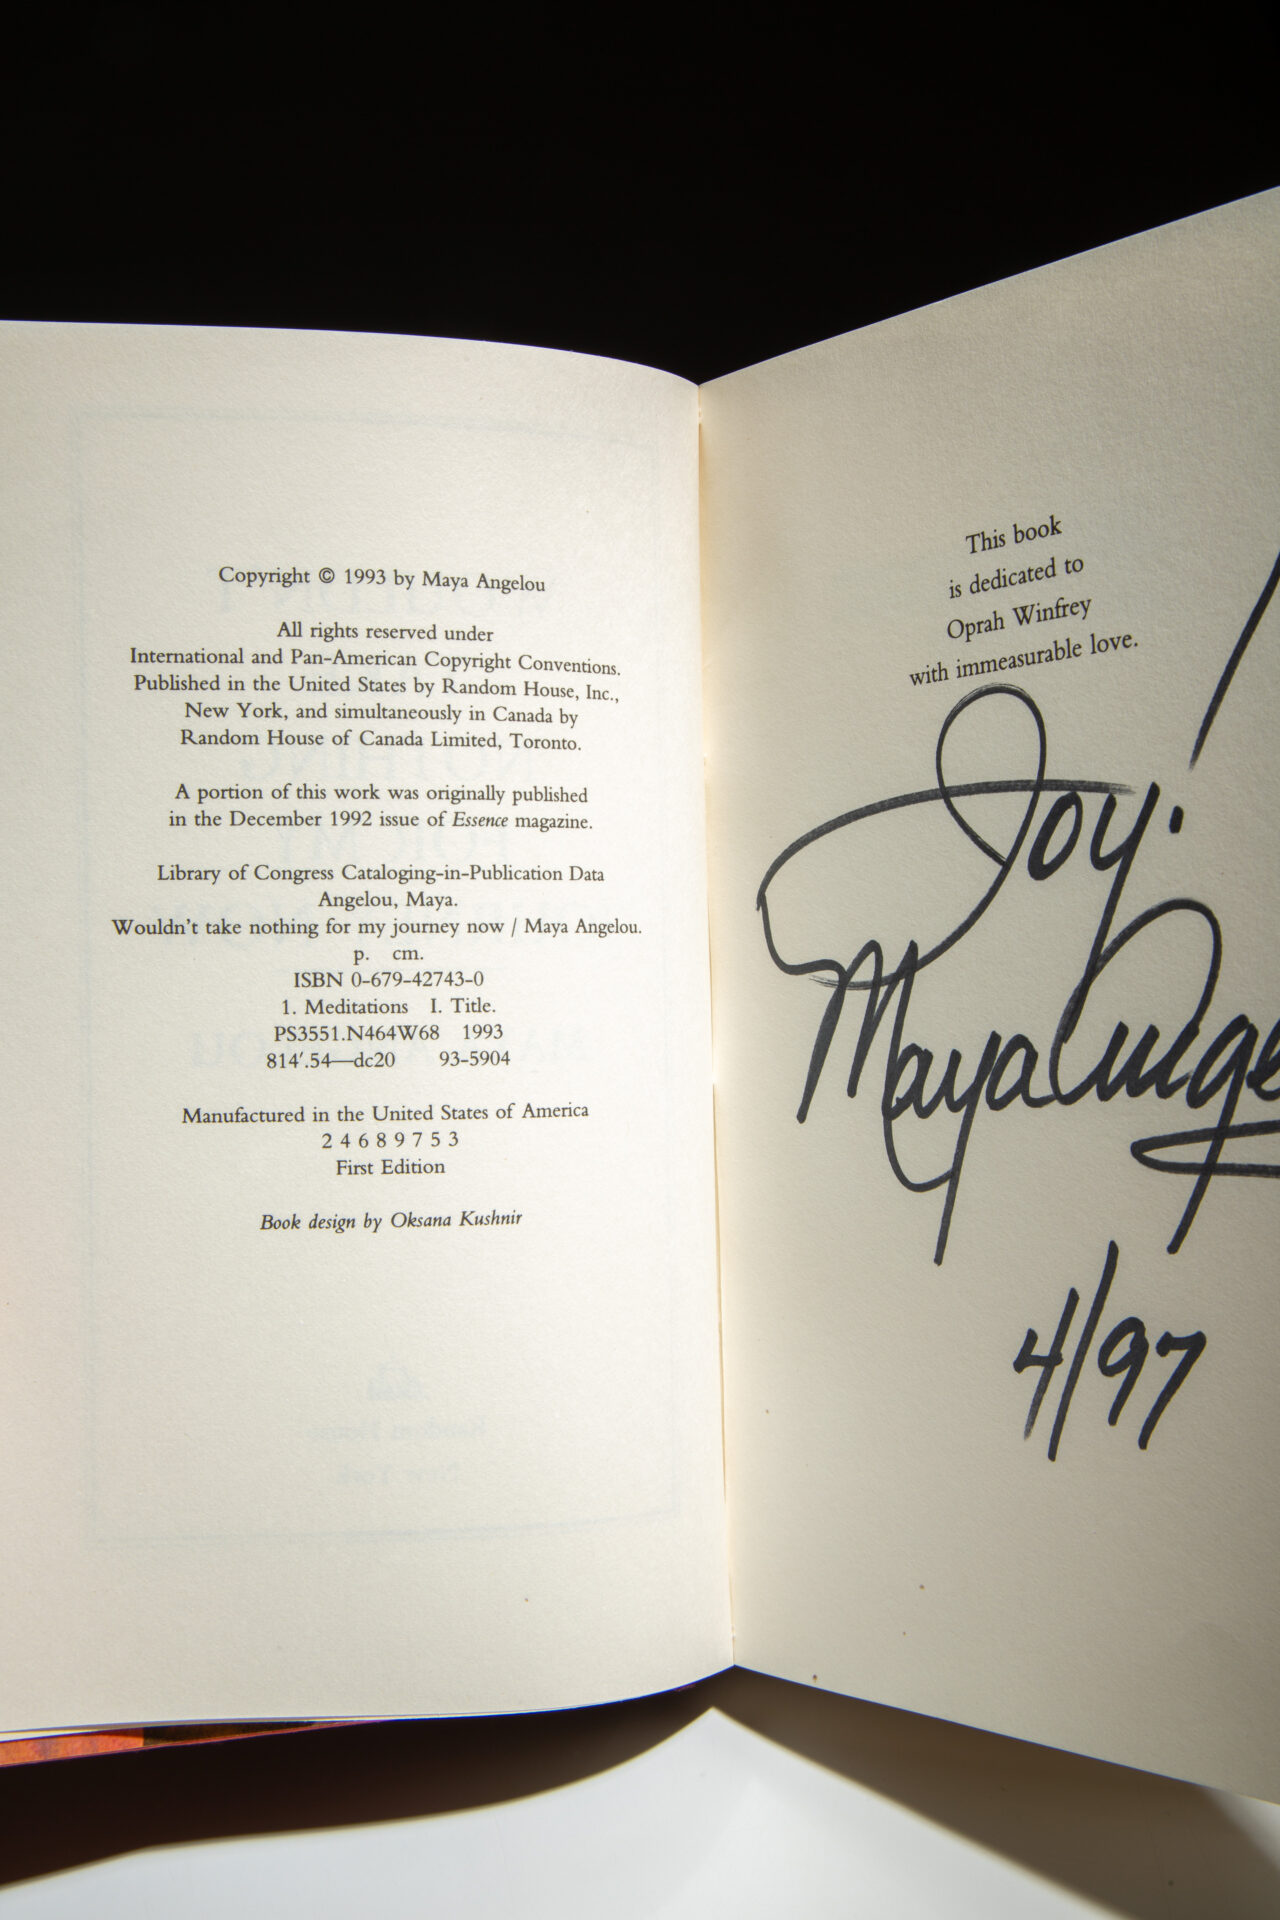 Copyright © 1993 by Maya Angelou
All rights reserved under
International and Pan-American Copyright Conventions.
Published in the United States by Random House, Inc.,
New York, and simultaneously in Canada by
Random House of Canada Limited, Toronto.
A portion of this work was originally published
in the December 1992 issue of Essence magazine.
Library of Congress Cataloging-in-Publication Data
Angelou, Maya.
Wouldn't take nothing for my journey now / Maya Angelou.
p. cm.
ISBN 0-679-42743-0
1. Meditations I. Title.
PS3551.N464W68 1993
814′.54—dc20 93-5904
Manufactured in the United States of America
2 4 6 8 9 7 5 3
First Edition
Book design by Oksana Kushnir
This book
is dedicated to
Oprah Winfrey
with immeasurable love.
Joy!
Maya Ange
4/97